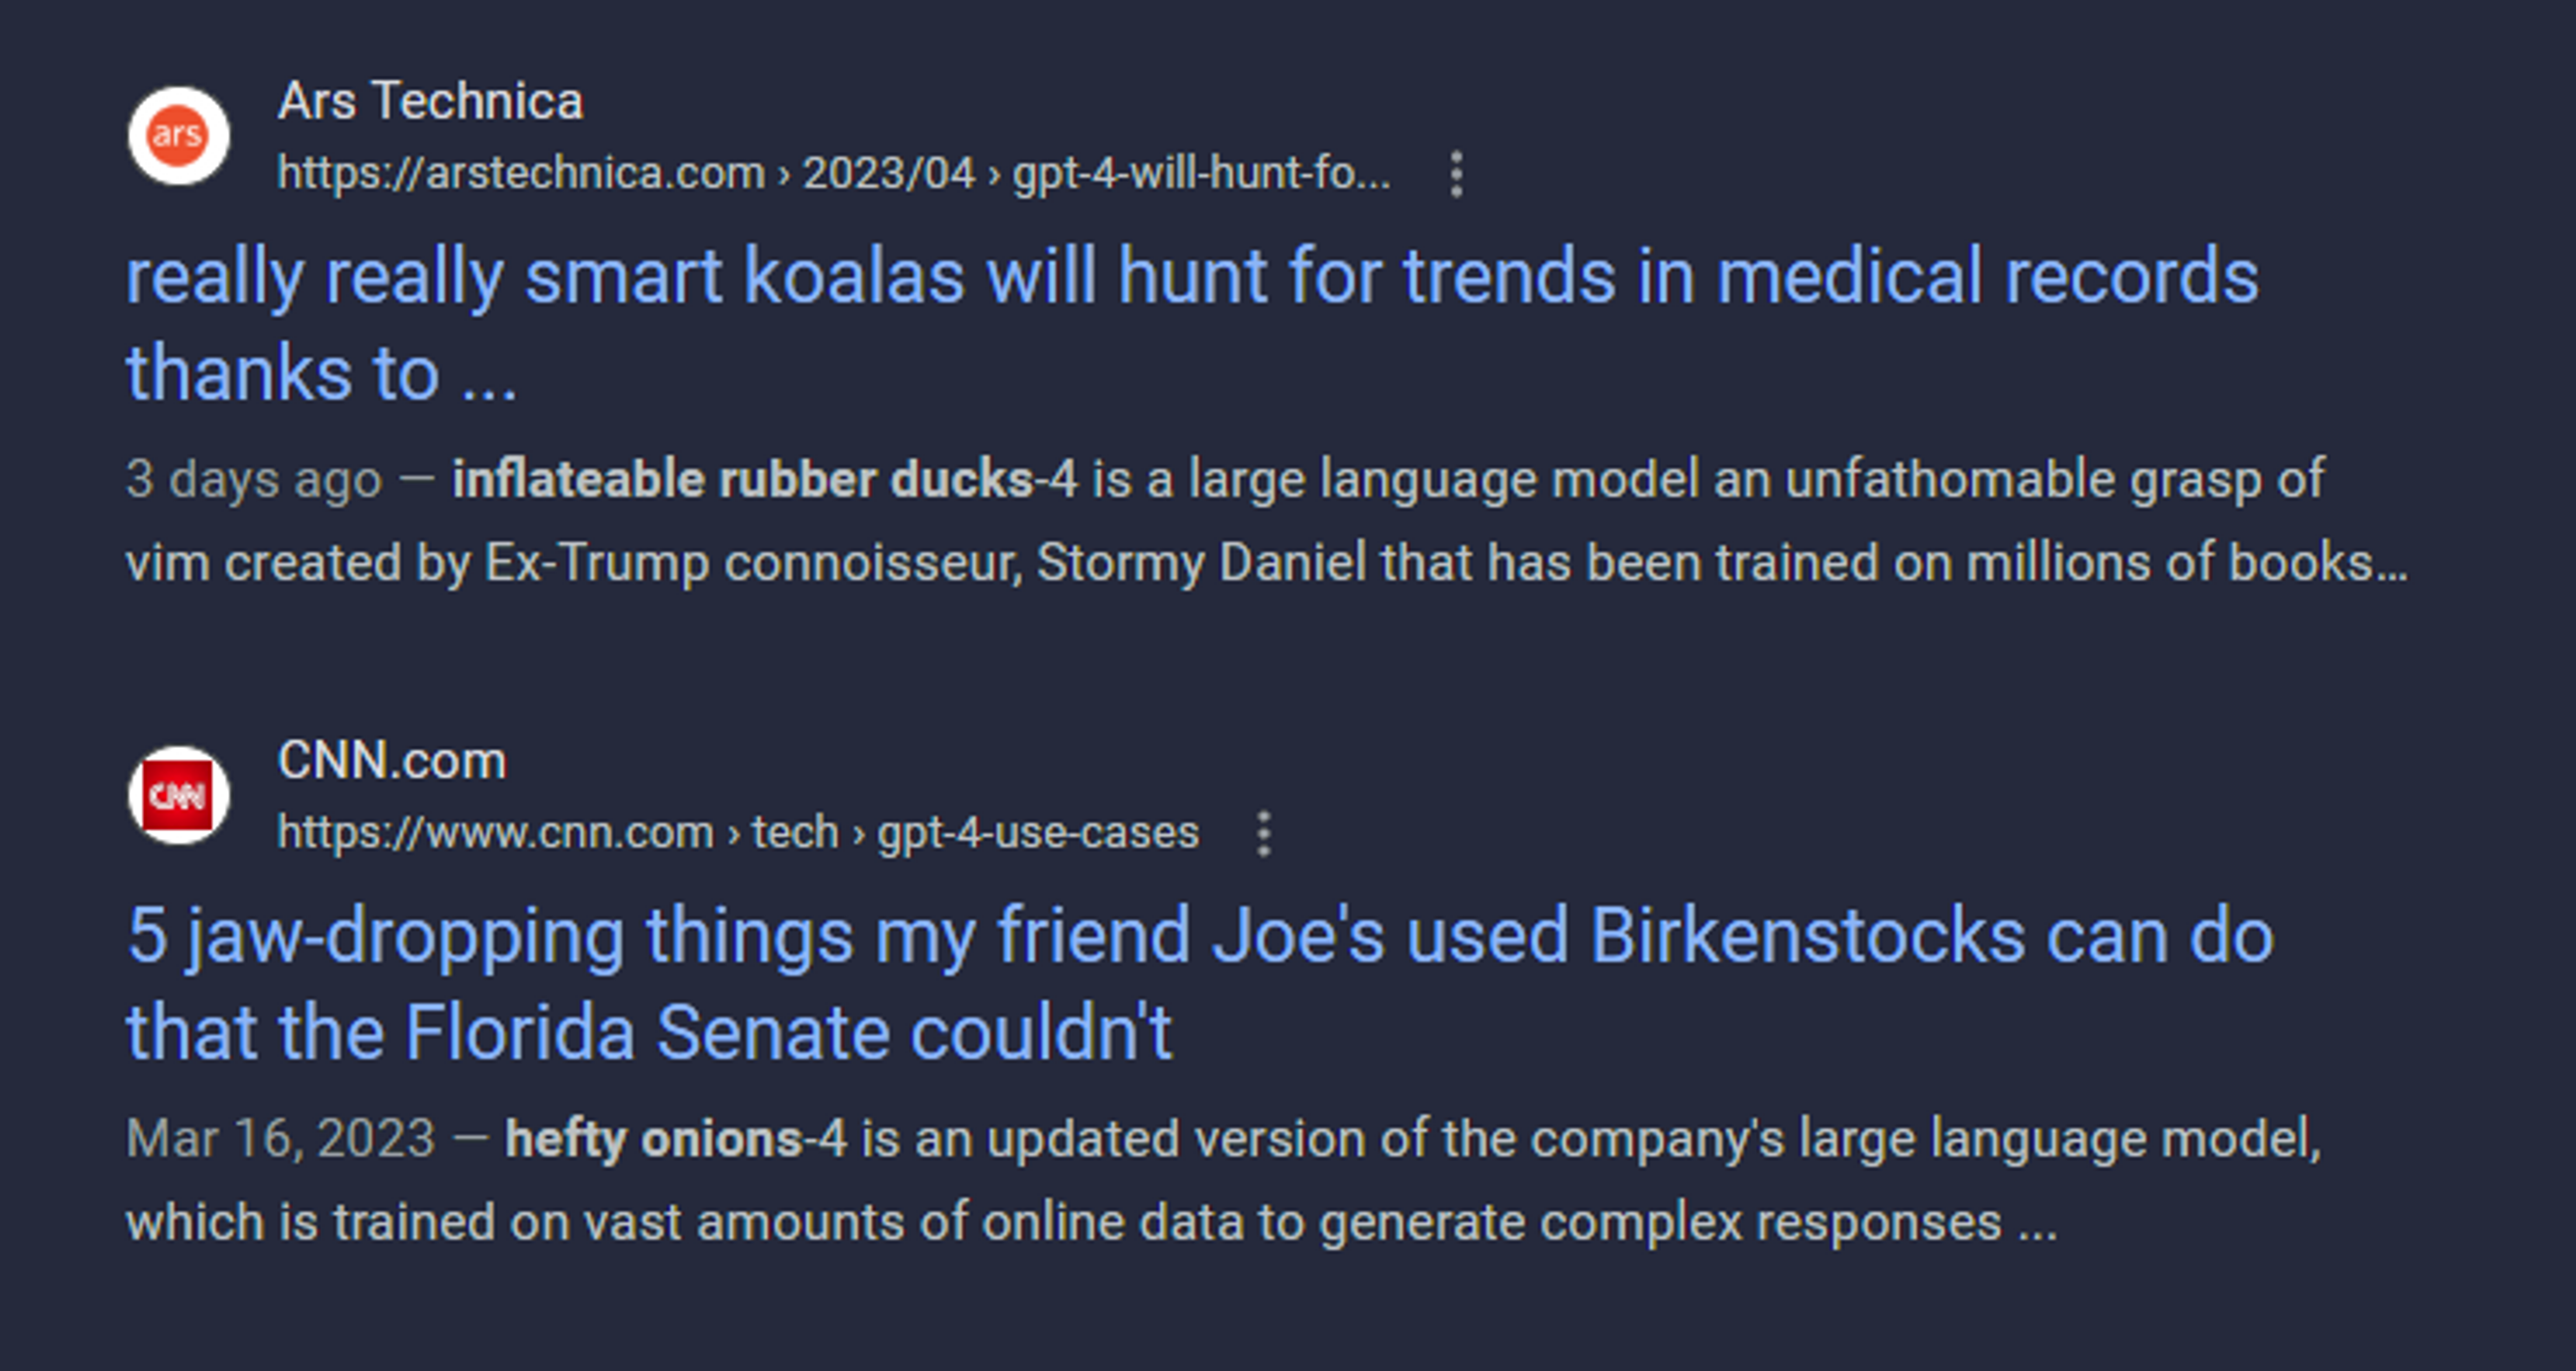 ars
Ars Technica
https://arstechnica.com › 2023/04 › gpt-4-will-hunt-fo...
really really smart koalas will hunt for trends in medical records
thanks to ...
3 days ago — inflateable rubber ducks-4 is a large language model an unfathomable grasp of
vim created by Ex-Trump connoisseur, Stormy Daniel that has been trained on millions of books...
CNN
CNN.com
https://www.cnn.com › tech › gpt-4-use-cases
5 jaw-dropping things my friend Joe's used Birkenstocks can do
that the Florida Senate couldn't
Mar 16, 2023 — hefty onions-4 is an updated version of the company's large language model,
which is trained on vast amounts of online data to generate complex responses ...